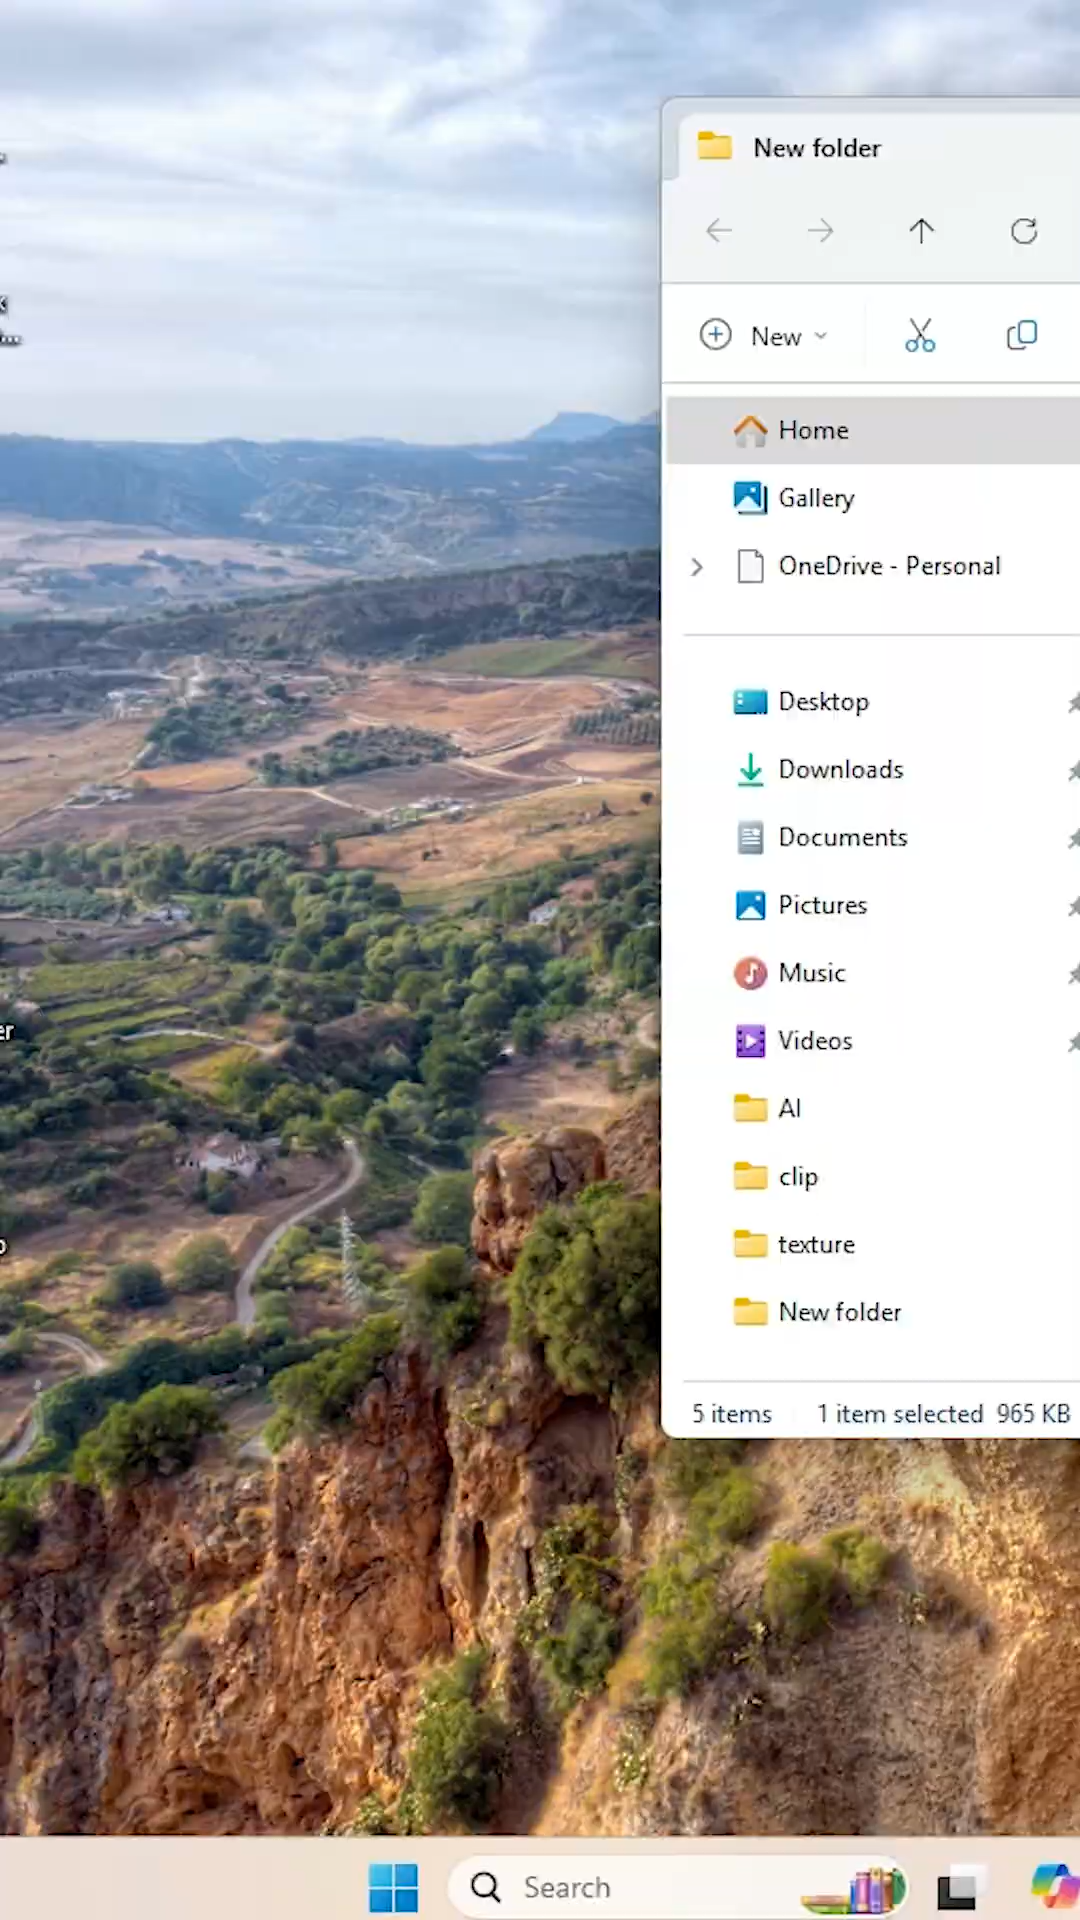 New folder
New
Home
Gallery
OneDrive - Personal
Desktop
Downloads
Documents
Pictures
Music
Videos
AI
clip
texture
New folder
5 items 1 item selected 965 KB
er
Search